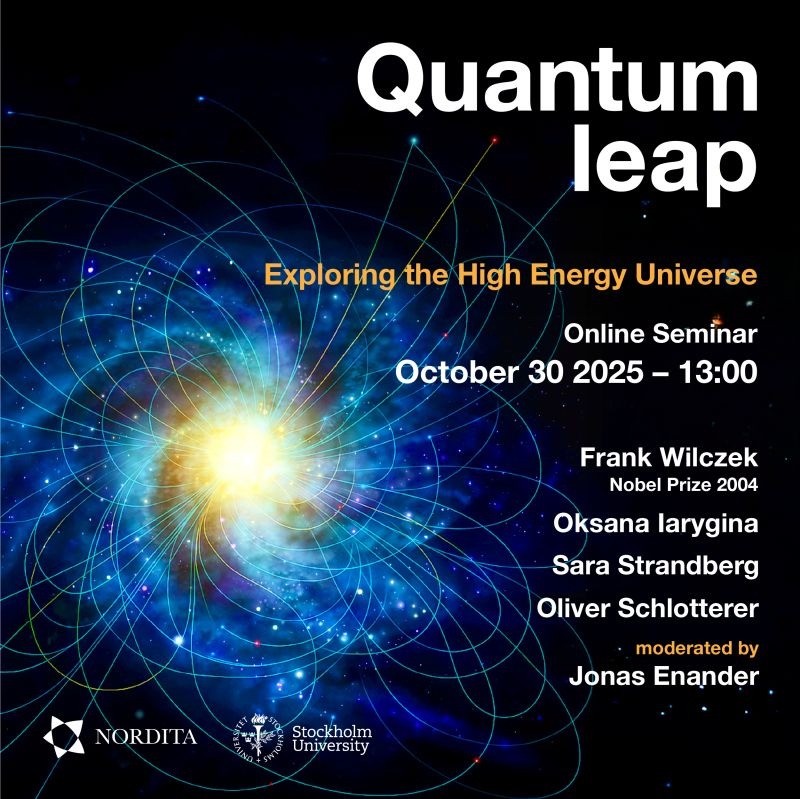 Quantum
leap
Exploring the High Energy Universe
Online Seminar
October 30 2025 – 13:00
Frank Wilczek
Nobel Prize 2004
Oksana Iarygina
Sara Strandberg
Oliver Schlotterer
moderated by
Jonas Enander
NORDITA
STOCKHOLMS UNIVERSITET
Stockholm
University